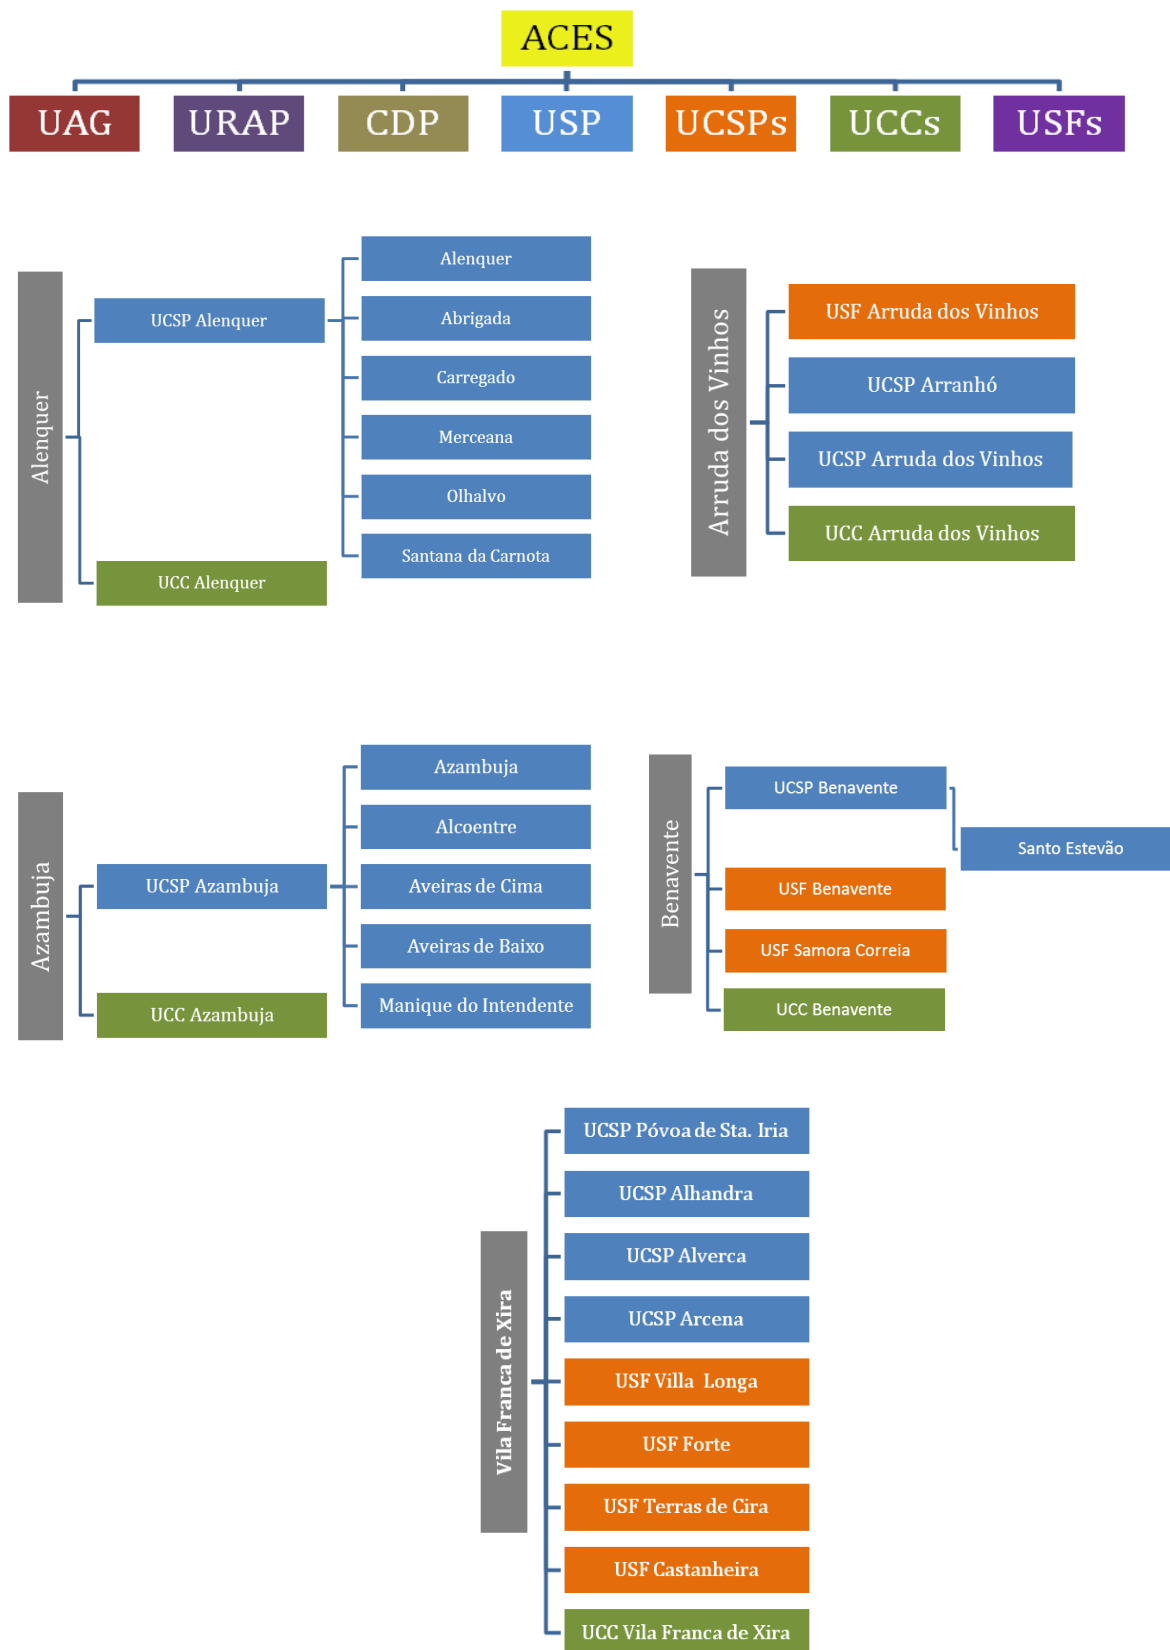 ACES
UAG
URAP
CDP
USP
UCSPs
UCCs
USFs
Alenquer
UCSP Alenquer
Alenquer
Abrigada
Carregado
Merceana
Olhalvo
Santana da Carnota
UCC Alenquer
Arruda dos Vinhos
USF Arruda dos Vinhos
UCSP Arranhó
UCSP Arruda dos Vinhos
UCC Arruda dos Vinhos
Azambuja
UCSP Azambuja
Azambuja
Alcoentre
Aveiras de Cima
Aveiras de Baixo
Manique do Intendente
UCC Azambuja
Benavente
UCSP Benavente
Santo Estevão
USF Benavente
USF Samora Correia
UCC Benavente
Vila Franca de Xira
UCSP Póvoa de Sta. Iria
UCSP Alhandra
UCSP Alverca
UCSP Arcena
USF Villa Longa
USF Forte
USF Terras de Cira
USF Castanheira
UCC Vila Franca de Xira